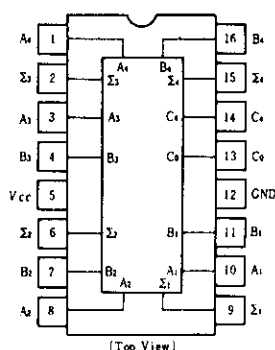 A₄ 1 A₄ B₄ 16 B₄
Σ₃ 2 Σ₃ Σ₄ 15 Σ₄
A₃ 3 A₃ C₄ 14 C₄
B₃ 4 B₃ C₀ 13 C₀
Vcc 5 12 GND
Σ₂ 6 Σ₂ B₁ 11 B₁
B₂ 7 B₂ A₁ 10 A₁
A₂ 8 A₂ Σ₁ 9 Σ₁
(Top View)